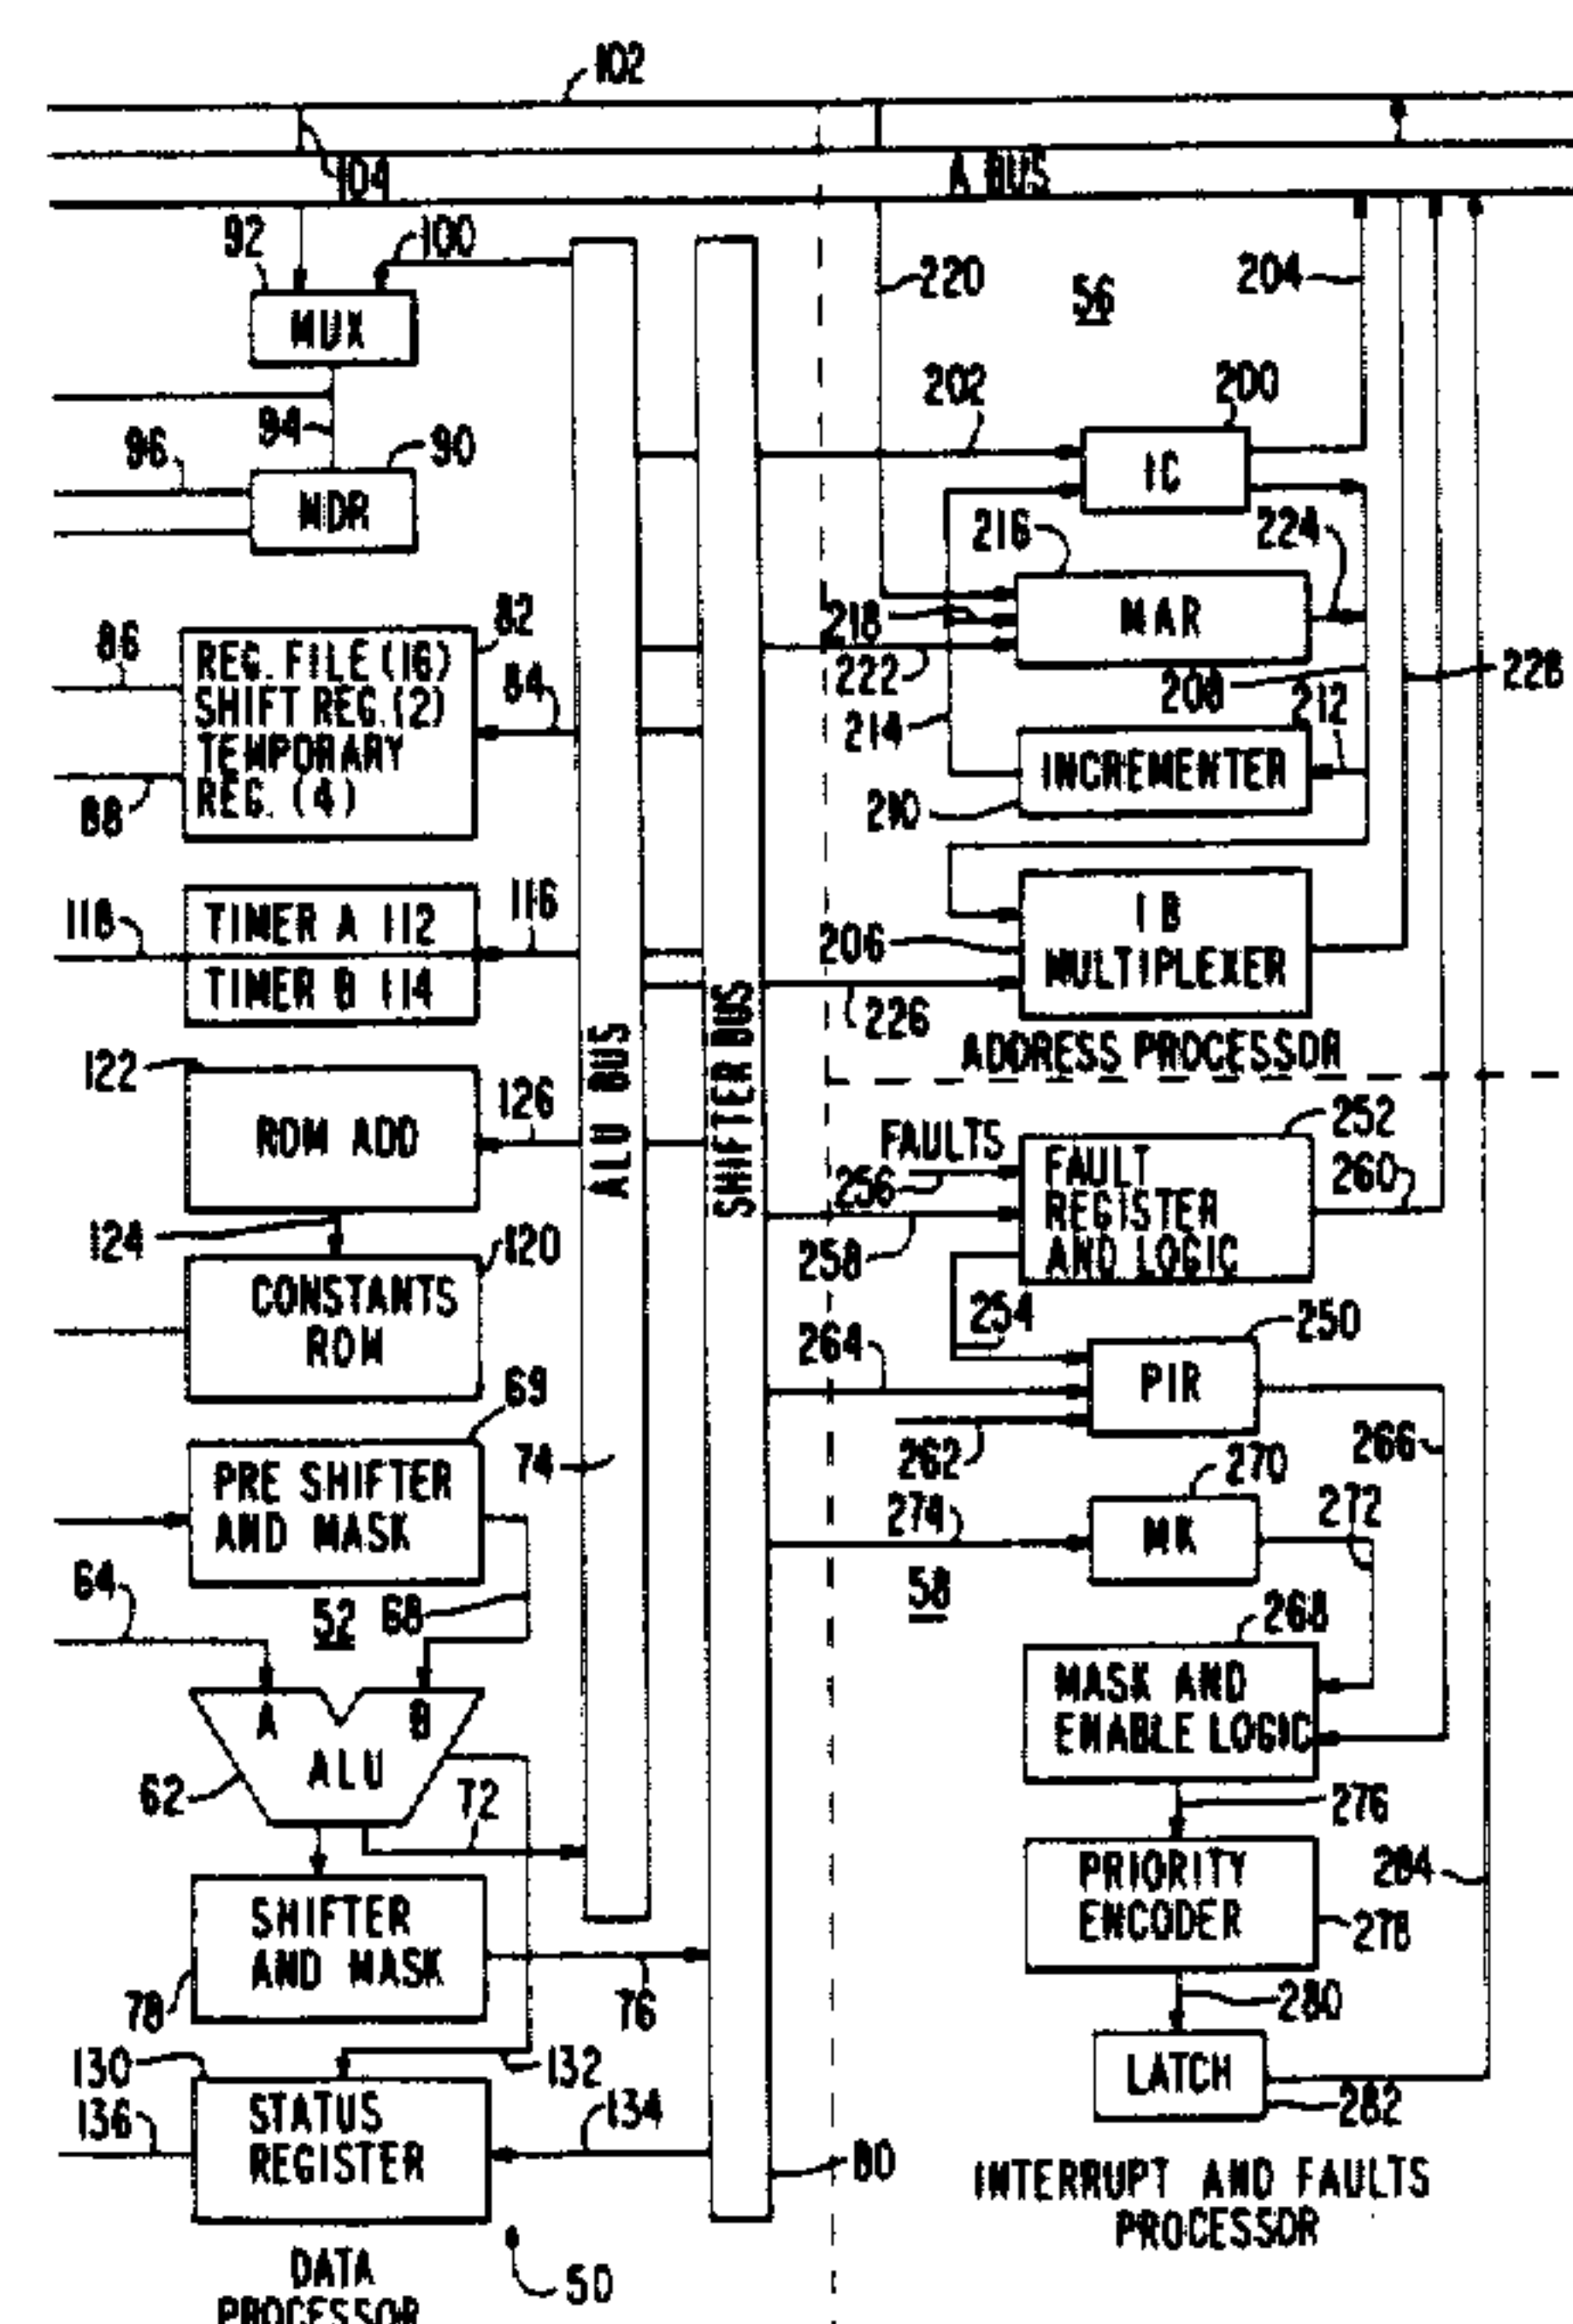 102
104
A BUS
92
100
MUX
220
56
204
202
200
94
96
90
MDR
IC
216
224
82
86
REG. FILE (16)
SHIFT REG. (2)
TEMPORARY
REG. (4)
84
88
218
MAR
222
208
228
214
212
INCREMENTER
210
118
TIMER A 112
116
TIMER B 114
206
IB
MULTIPLEXER
226
ADDRESS PROCESSOR
122
ROM ADD
126
ALU BUS
SHIFTER BUS
124
120
CONSTANTS
ROM
FAULTS
252
256
FAULT
REGISTER
AND LOGIC
260
258
254
250
264
PIR
262
266
69
PRE SHIFTER
AND MASK
74
270
274
MK
272
64
52
68
58
268
A
B
ALU
62
72
MASK AND
ENABLE LOGIC
276
PRIORITY
ENCODER
278
284
SHIFTER
AND MASK
78
76
280
LATCH
282
130
132
136
STATUS
REGISTER
134
80
INTERRUPT AND FAULTS
PROCESSOR
50
DATA
PROCESSOR